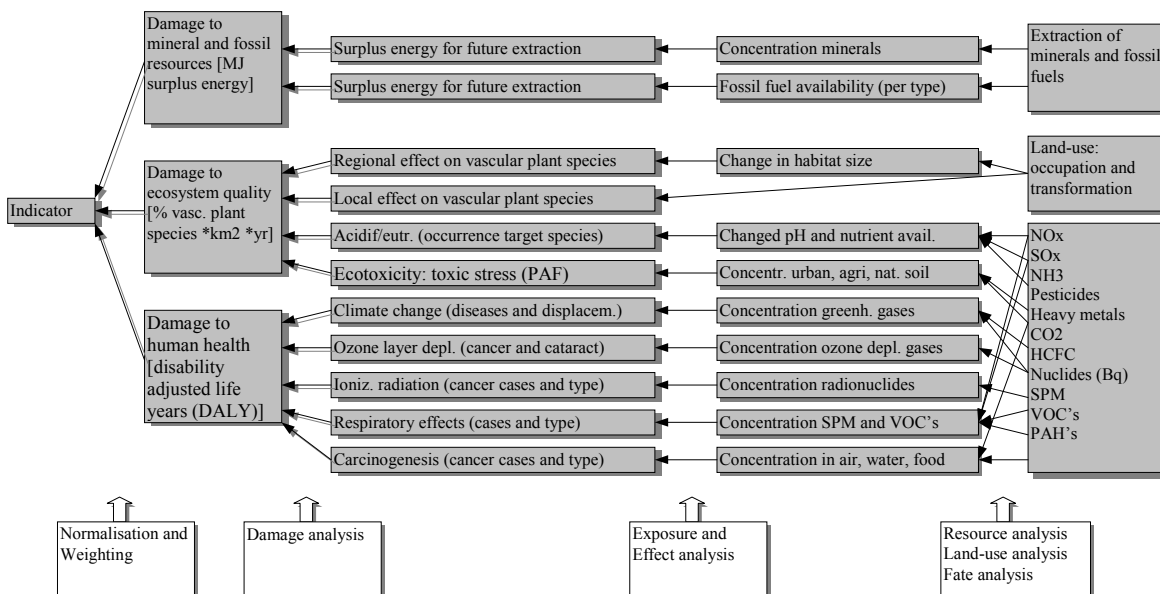 Damage to
mineral and fossil
resources [MJ
surplus energy]
Surplus energy for future extraction
Concentration minerals
Extraction of
minerals and fossil
fuels
Surplus energy for future extraction
Fossil fuel availability (per type)
Damage to
ecosystem quality
[% vasc. plant
species *km2 *yr]
Regional effect on vascular plant species
Change in habitat size
Land-use:
occupation and
transformation
Local effect on vascular plant species
Indicator
Acidif/eutr. (occurrence target species)
Changed pH and nutrient avail.
Ecotoxicity: toxic stress (PAF)
Concentr. urban, agri, nat. soil
NOx
SOx
NH3
Pesticides
Heavy metals
CO2
HCFC
Nuclides (Bq)
SPM
VOC's
PAH's
Damage to
human health
[disability
adjusted life
years (DALY)]
Climate change (diseases and displacem.)
Concentration greenh. gases
Ozone layer depl. (cancer and cataract)
Concentration ozone depl. gases
Ioniz. radiation (cancer cases and type)
Concentration radionuclides
Respiratory effects (cases and type)
Concentration SPM and VOC's
Carcinogenesis (cancer cases and type)
Concentration in air, water, food
Normalisation and
Weighting
Damage analysis
Exposure and
Effect analysis
Resource analysis
Land-use analysis
Fate analysis